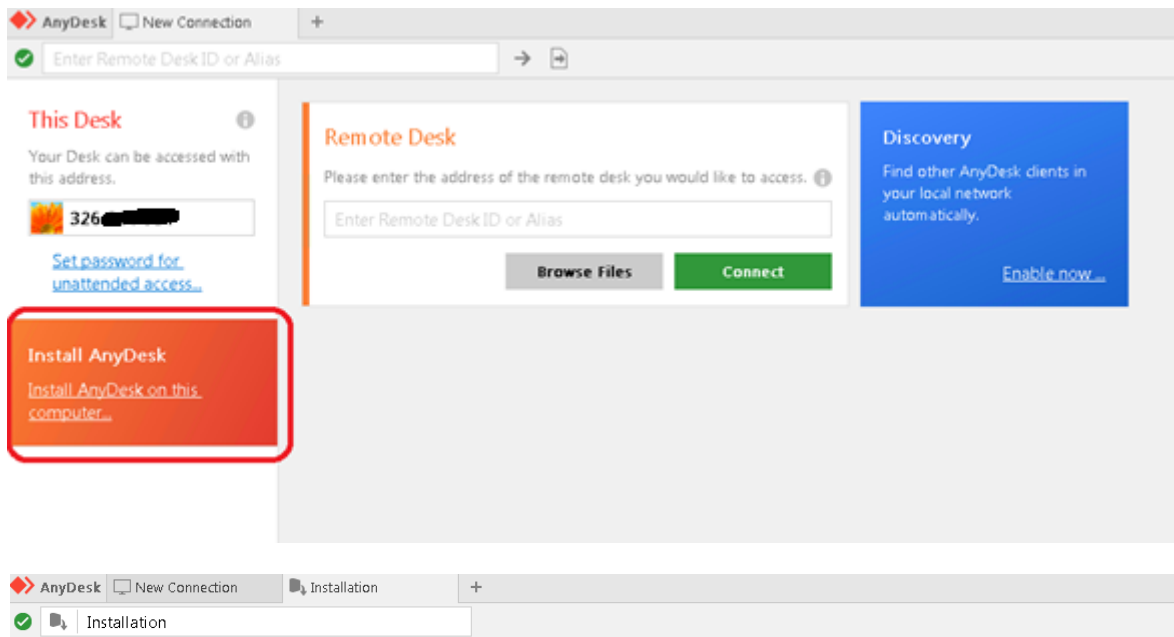 AnyDesk New Connection +
Enter Remote Desk ID or Alias
This Desk
Your Desk can be accessed with
this address.
326
Set password for
unattended access...
Install AnyDesk
Install AnyDesk on this
computer...
Remote Desk
Please enter the address of the remote desk you would like to access.
Enter Remote Desk ID or Alias
Browse Files Connect
Discovery
Find other AnyDesk clients in
your local network
automatically.
Enable now ...
AnyDesk New Connection Installation +
Installation